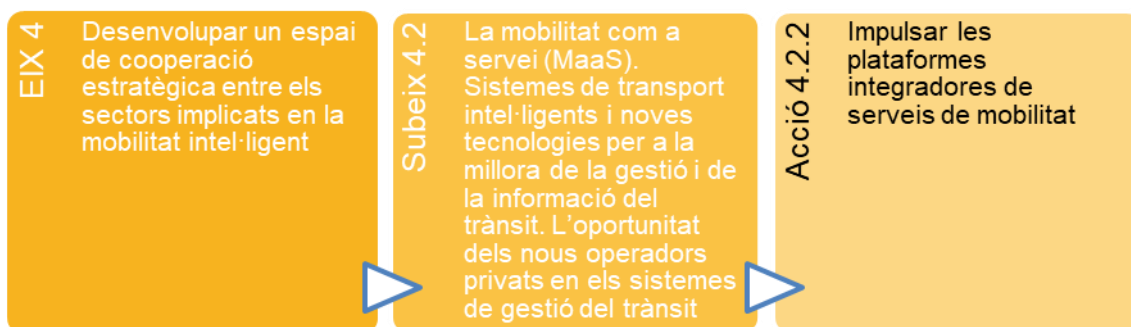 EIX 4
Desenvolupar un espai
de cooperació
estratègica entre els
sectors implicats en la
mobilitat intel·ligent
Subeix 4.2
La mobilitat com a
servei (MaaS).
Sistemes de transport
intel·ligents i noves
tecnologies per a la
millora de la gestió i de
la informació del
trànsit. L’oportunitat
dels nous operadors
privats en els sistemes
de gestió del trànsit
Acció 4.2.2
Impulsar les
plataformes
integradores de
serveis de mobilitat